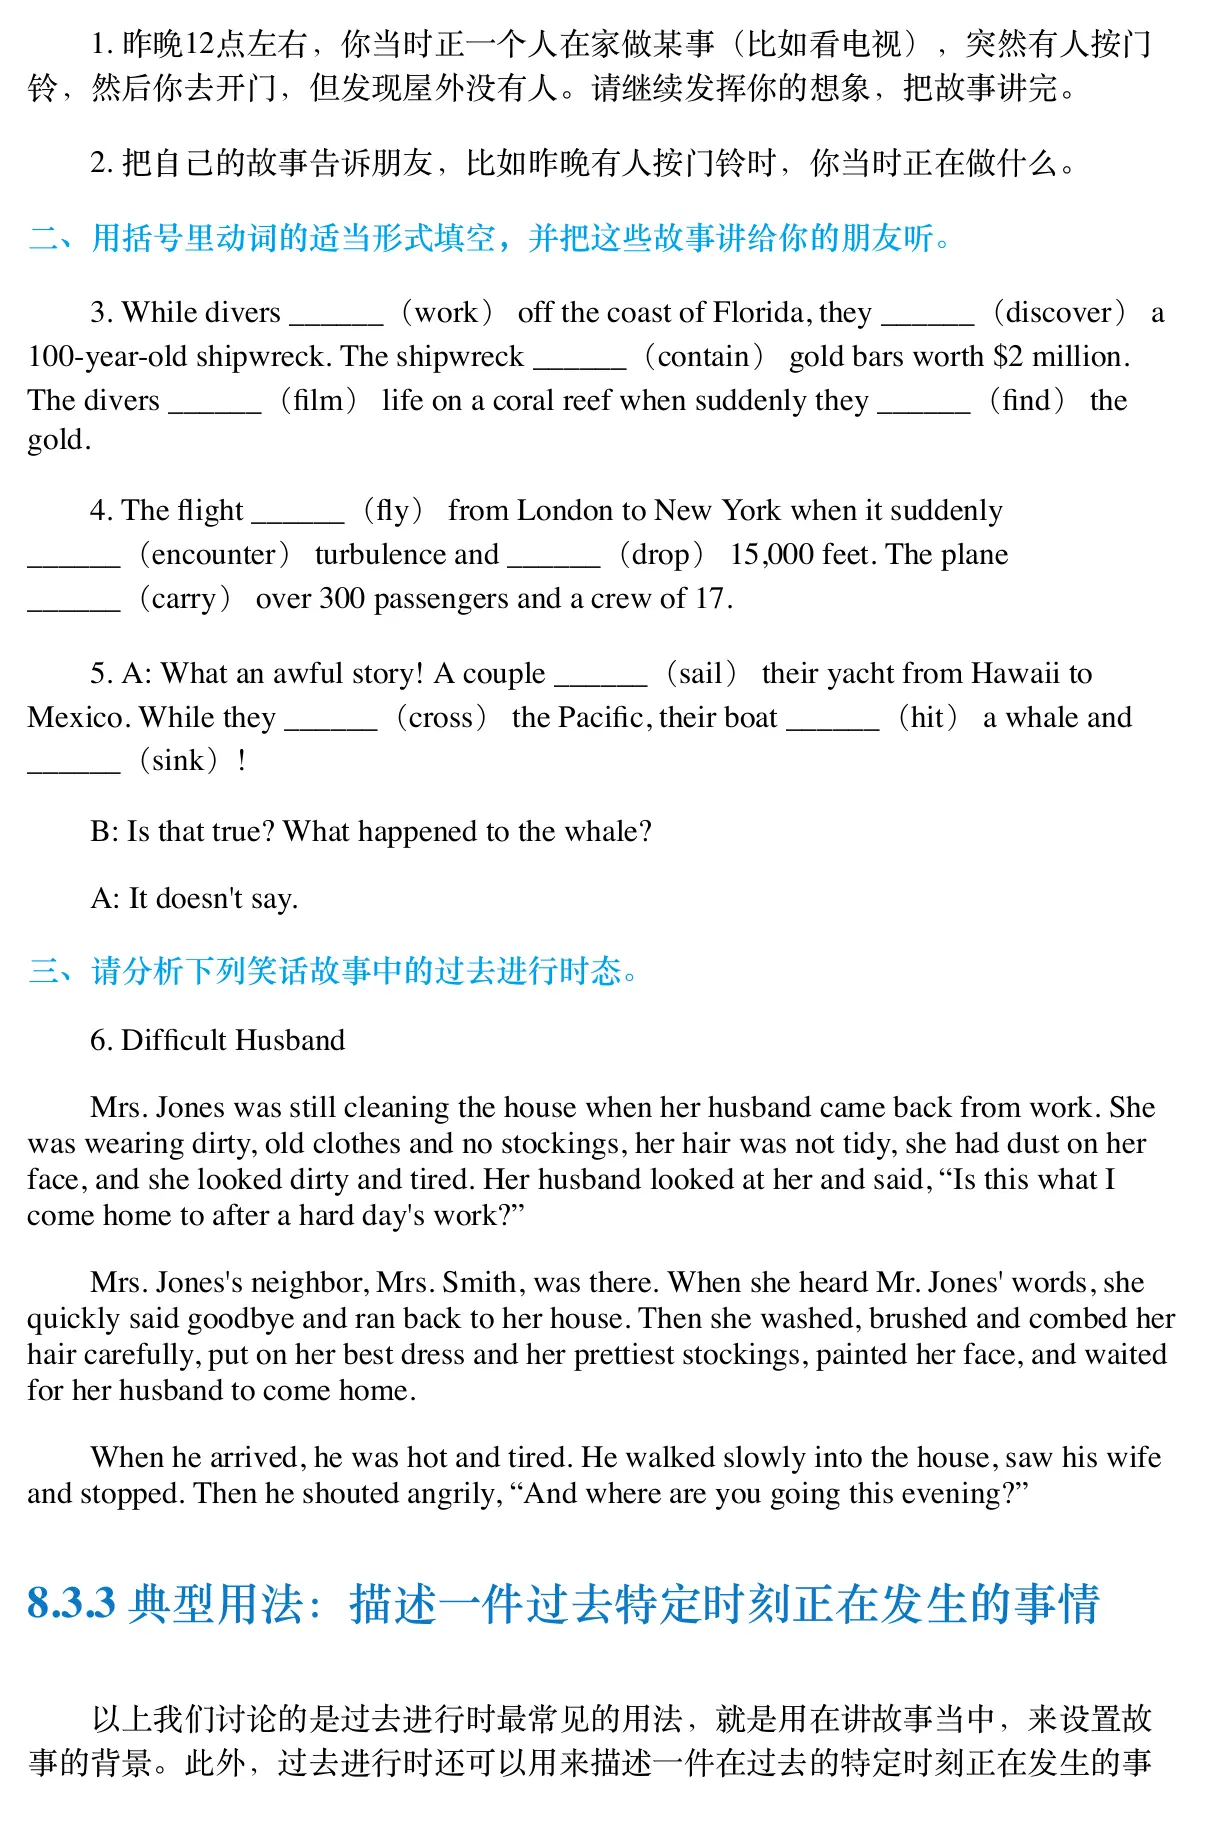 1. 昨晚12点左右，你当时正一个人在家做某事（比如看电视），突然有人按门
铃，然后你去开门，但发现屋外没有人。请继续发挥你的想象，把故事讲完。
2. 把自己的故事告诉朋友，比如昨晚有人按门铃时，你当时正在做什么。
二、用括号里动词的适当形式填空，并把这些故事讲给你的朋友听。
3. While divers ______（work） off the coast of Florida, they ______（discover） a
100-year-old shipwreck. The shipwreck ______（contain） gold bars worth $2 million.
The divers ______（film） life on a coral reef when suddenly they ______（find） the
gold.
4. The flight ______（fly） from London to New York when it suddenly
______（encounter） turbulence and ______（drop） 15,000 feet. The plane
______（carry） over 300 passengers and a crew of 17.
5. A: What an awful story! A couple ______（sail） their yacht from Hawaii to
Mexico. While they ______（cross） the Pacific, their boat ______（hit） a whale and
______（sink）!
B: Is that true? What happened to the whale?
A: It doesn't say.
三、请分析下列笑话故事中的过去进行时态。
6. Difficult Husband
Mrs. Jones was still cleaning the house when her husband came back from work. She
was wearing dirty, old clothes and no stockings, her hair was not tidy, she had dust on her
face, and she looked dirty and tired. Her husband looked at her and said, “Is this what I
come home to after a hard day's work?”
Mrs. Jones's neighbor, Mrs. Smith, was there. When she heard Mr. Jones' words, she
quickly said goodbye and ran back to her house. Then she washed, brushed and combed her
hair carefully, put on her best dress and her prettiest stockings, painted her face, and waited
for her husband to come home.
When he arrived, he was hot and tired. He walked slowly into the house, saw his wife
and stopped. Then he shouted angrily, “And where are you going this evening?”
8.3.3 典型用法：描述一件过去特定时刻正在发生的事情
以上我们讨论的是过去进行时最常见的用法，就是用在讲故事当中，来设置故
事的背景。此外，过去进行时还可以用来描述一件在过去的特定时刻正在发生的事